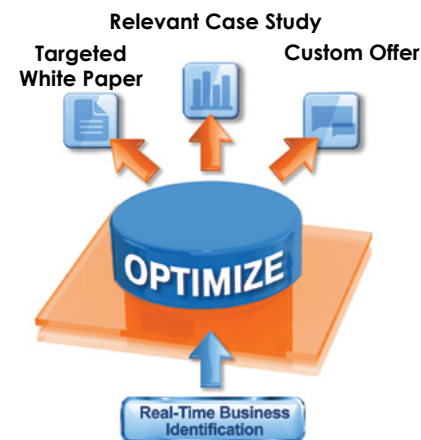 Relevant Case Study
Targeted
White Paper
Custom Offer
OPTIMIZE
Real-Time Business
Identification